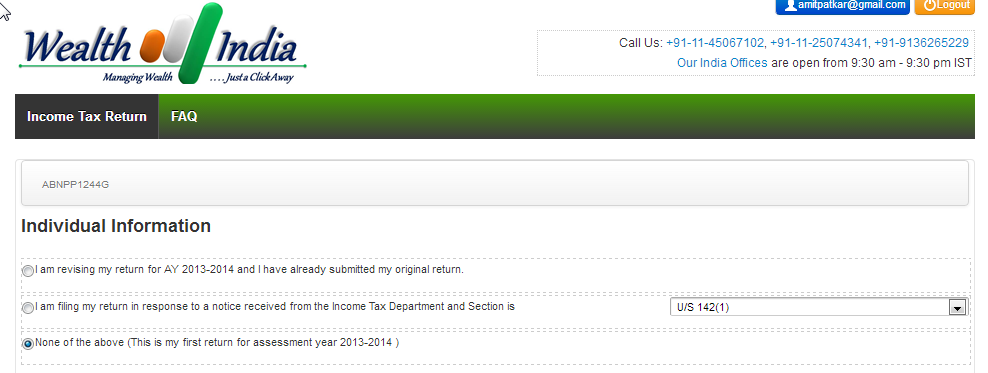 amitpatkar@gmail.com Logout
Wealth India
Managing Wealth ....Just a Click Away
Call Us: +91-11-45067102, +91-11-25074341, +91-9136265229
Our India Offices are open from 9:30 am - 9:30 pm IST
Income Tax Return FAQ
ABNPP1244G
Individual Information
I am revising my return for AY 2013-2014 and I have already submitted my original return.
I am filing my return in response to a notice received from the Income Tax Department and Section is U/S 142(1)
None of the above (This is my first return for assessment year 2013-2014 )